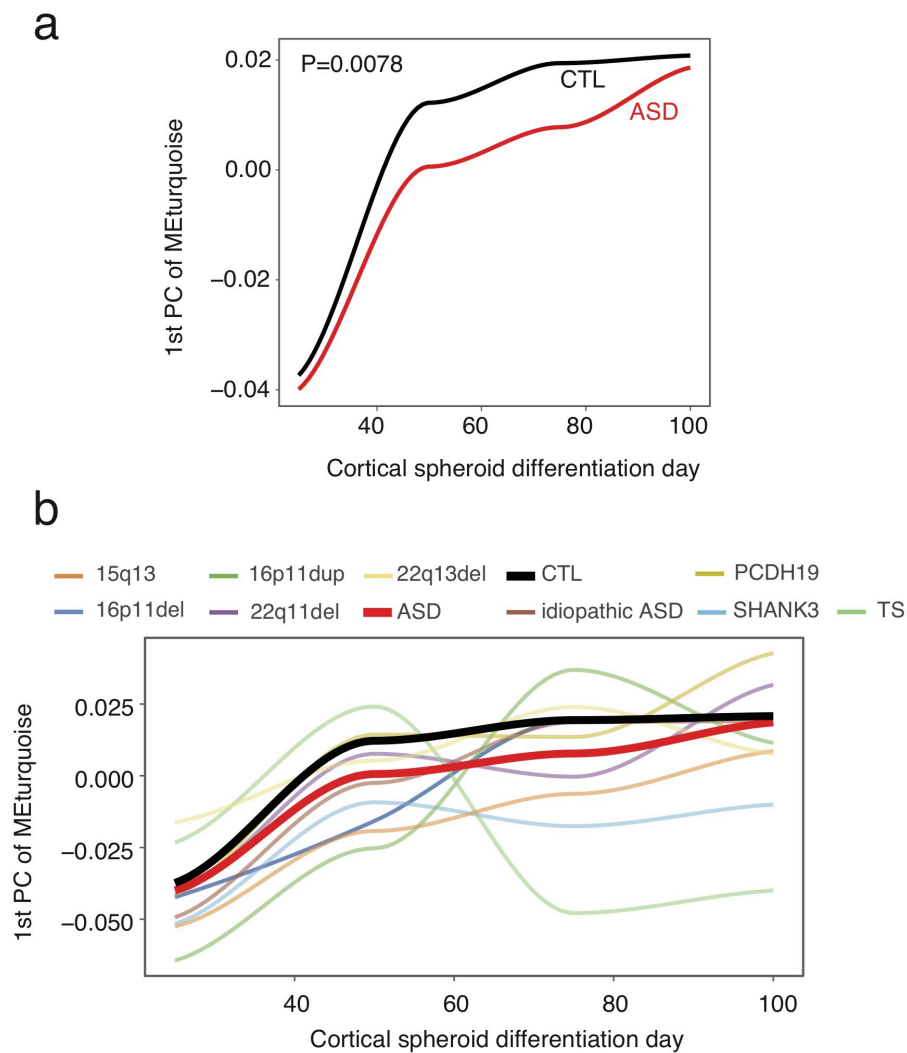 a
P=0.0078
CTL
ASD
0.02
0.00
−0.02
−0.04
1st PC of MEturquoise
40 60 80 100
Cortical spheroid differentiation day
b
15q13 16p11dup 22q13del CTL PCDH19
16p11del 22q11del ASD idiopathic ASD SHANK3 TS
0.025
0.000
−0.025
−0.050
1st PC of MEturquoise
40 60 80 100
Cortical spheroid differentiation day